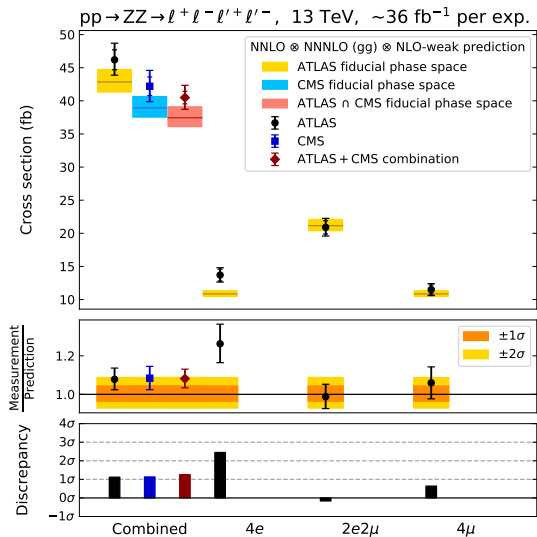 pp → ZZ → ℓ⁺ℓ⁻ℓ′⁺ℓ′⁻, 13 TeV, ~36 fb⁻¹ per exp.
NNLO ⊗ NNNLO (gg) ⊗ NLO-weak prediction
ATLAS fiducial phase space
CMS fiducial phase space
ATLAS ∩ CMS fiducial phase space
ATLAS
CMS
ATLAS + CMS combination
Cross section (fb)
50
45
40
35
30
25
20
15
10
Measurement
Prediction
1.2
1.0
±1σ
±2σ
Discrepancy
4σ
3σ
2σ
1σ
0σ
−1σ
Combined 4e 2e2μ 4μ